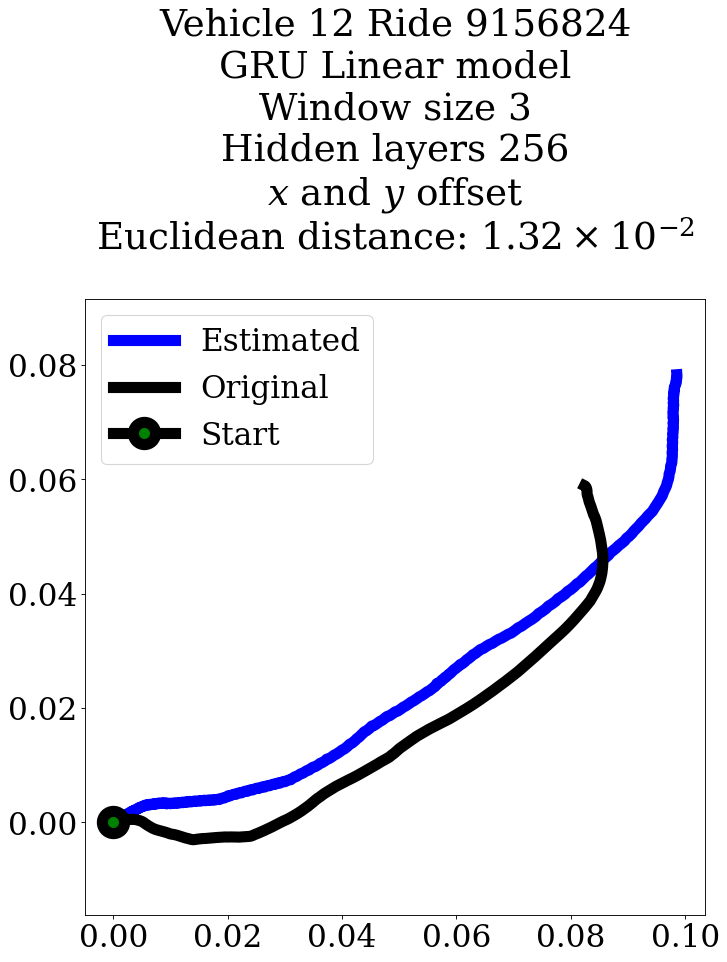 Vehicle 12 Ride 9156824
GRU Linear model
Window size 3
Hidden layers 256
x and y offset
Euclidean distance: 1.32 × 10⁻²
Estimated
Original
Start
0.08
0.06
0.04
0.02
0.00
0.00 0.02 0.04 0.06 0.08 0.10